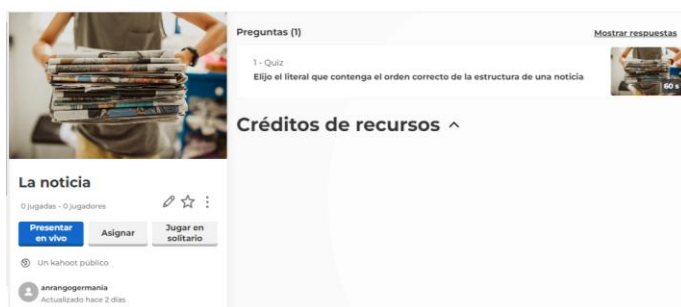 La noticia
0 jugadas · 0 jugadores
Presentar
en vivo
Asignar
Jugar en
solitario
Un kahoot público
anrangogermania
Actualizado hace 2 días
Preguntas (1)
Mostrar respuestas
1 - Quiz
Elijo el literal que contenga el orden correcto de la estructura de una noticia
60 s
Créditos de recursos